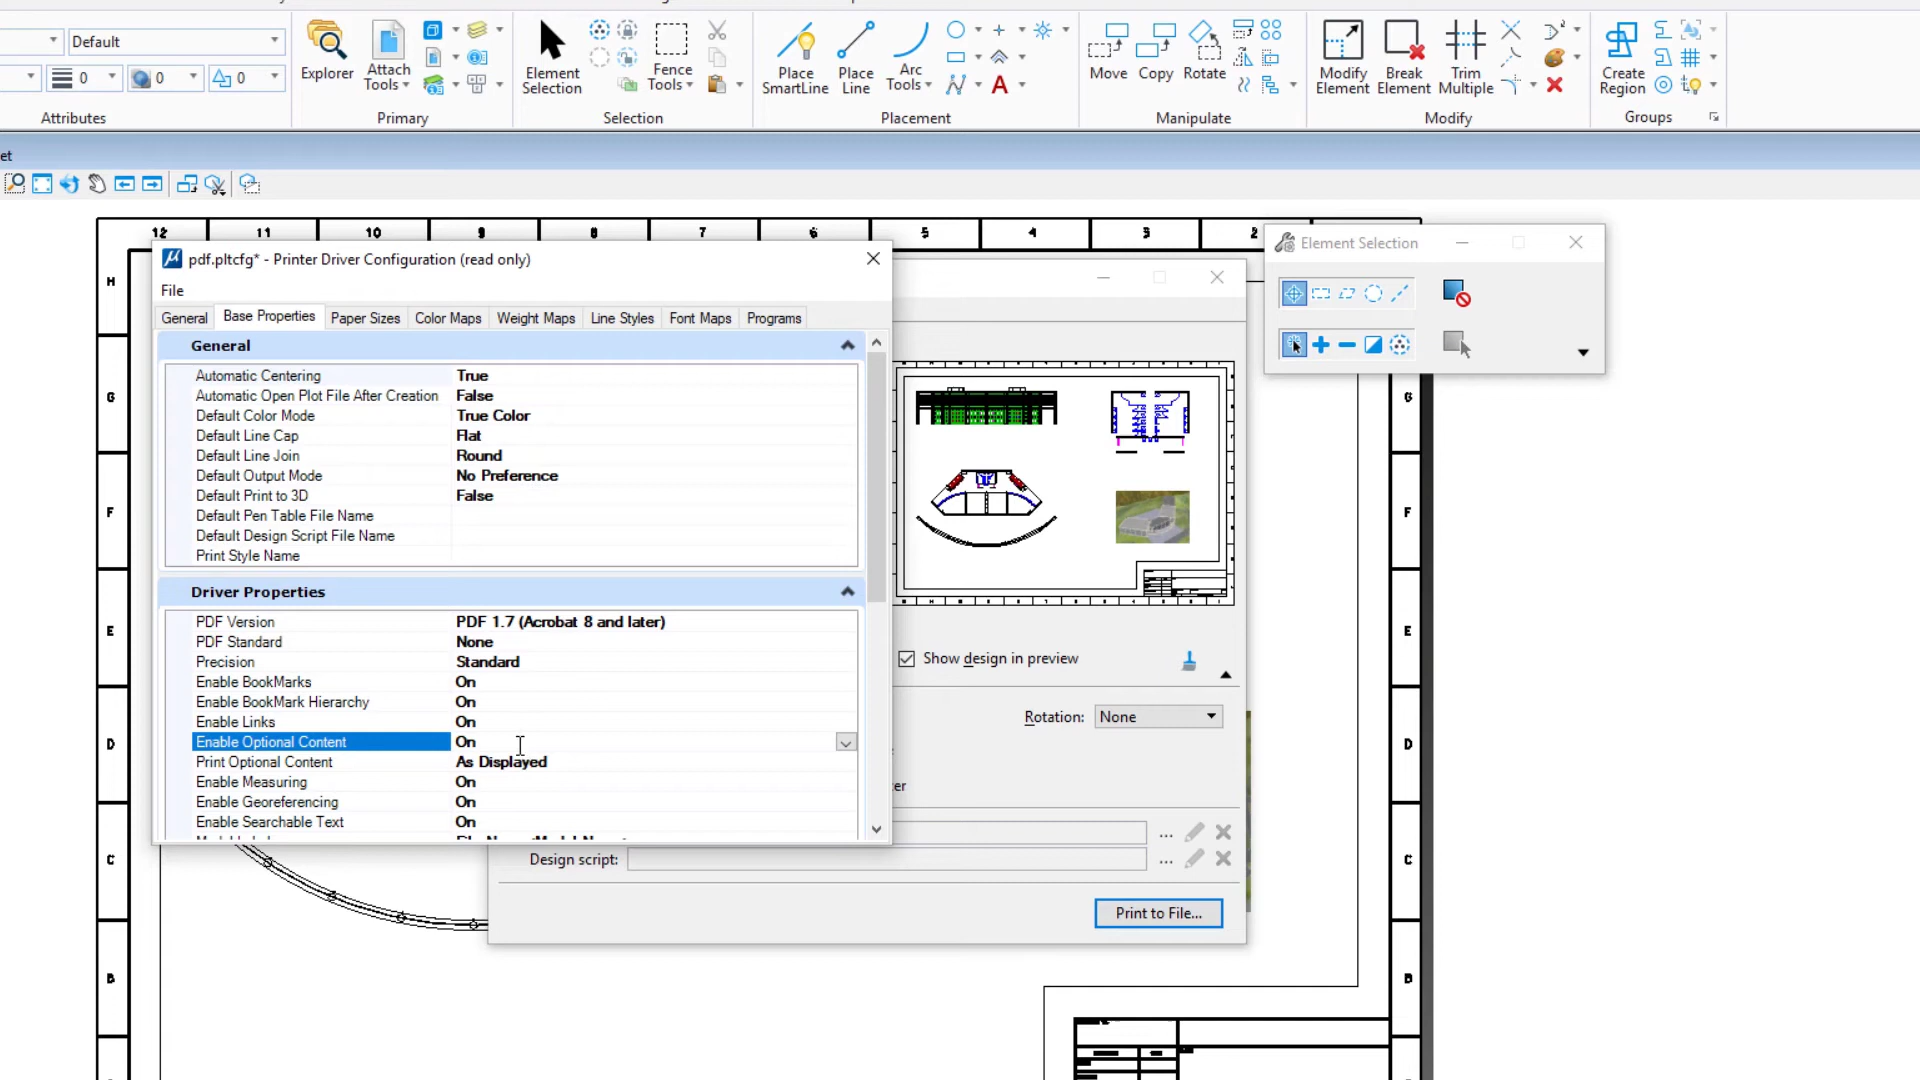 Default
0
0
0
Attributes
Explorer
Attach
Tools
Primary
Element
Selection
Fence
Tools
Selection
Place
SmartLine
Place
Line
Arc
Tools
A
Placement
Move
Copy
Rotate
Manipulate
Modify
Element
Break
Element
Trim
Multiple
Modify
Create
Region
Groups
et
12 11 10 9 8 7 6 5 4 3 2
Element Selection
pdf.pltcfg* - Printer Driver Configuration (read only)
File
General Base Properties Paper Sizes Color Maps Weight Maps Line Styles Font Maps Programs
General
Automatic Centering True
Automatic Open Plot File After Creation False
Default Color Mode True Color
Default Line Cap Flat
Default Line Join Round
Default Output Mode No Preference
Default Print to 3D False
Default Pen Table File Name
Default Design Script File Name
Print Style Name
Driver Properties
PDF Version PDF 1.7 (Acrobat 8 and later)
PDF Standard None
Precision Standard
Enable BookMarks On
Enable BookMark Hierarchy On
Enable Links On
Enable Optional Content On
Print Optional Content As Displayed
Enable Measuring On
Enable Georeferencing On
Enable Searchable Text On
Show design in preview
Rotation: None
er
...
Design script: ...
Print to File...
H
G
F
E
D
C
B
G
F
E
D
C
B